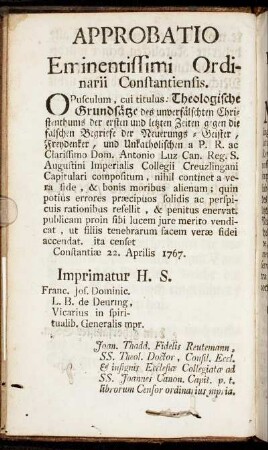 APPROBATIO
Eminentissimi Ordi-
narii Constantiensis.
OPusculum, cui titulus: Theologische
Grundsätze des unverfälschten Chri-
stenthums der ersten und letzten Zeiten gegen die
falschen Begriefe der Neuerungs-Geister,
Freydenker, und Unkatholischen a P. R. ac
Clarissimo Dom. Antonio Luz Can. Reg. S.
Augustini Imperialis Collegii Creuzlingani
Capitulari compositum, nihil continet a ve-
ra fide, & bonis moribus alienum; quin
potius errores præcipuos solidis ac perspi-
cuis rationibus refellit, & penitus enervat.
publicam proin sibi lucem jure merito vendi-
cat, ut filiis tenebrarum facem veræ fidei
accendat. ita censet
Constantiæ 22. Aprilis 1767.
Imprimatur H. S.
Franc. Jos. Dominic.
L. B. de Deuring,
Vicarius in spiri-
tualib. Generalis mpr.
Joan. Thadd. Fidelis Reutemann,
SS. Theol. Doctor, Consil. Eccl.
& insignis Ecclesiæ Collegiatæ ad
SS. Joannei Canon. Capit. p. t.
librorum Censor ordinarius mp.ia.